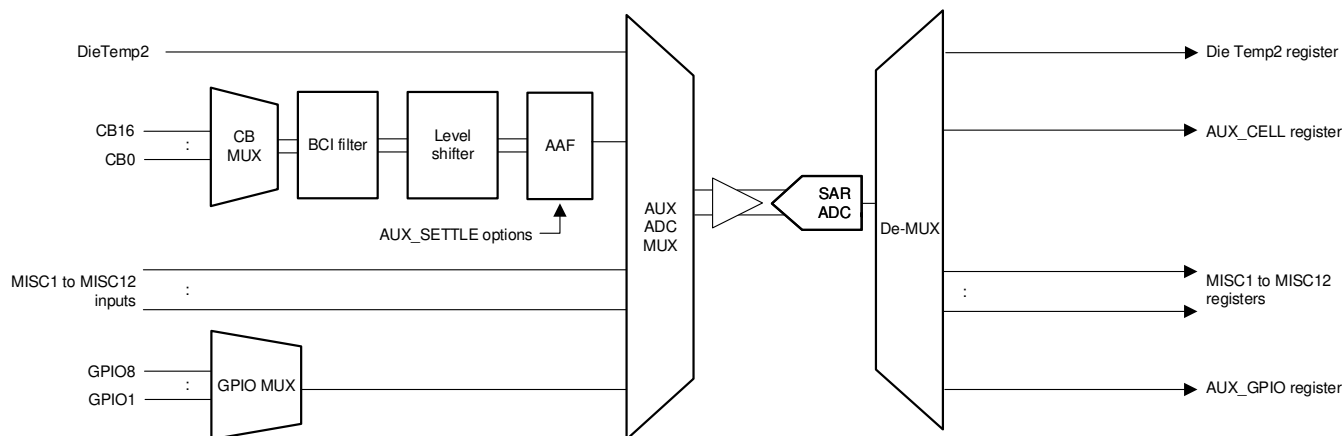 DieTemp2
CB16
:
CB0
CB
MUX
BCI filter
Level
shifter
AAF
AUX_SETTLE options
MISC1 to MISC12
inputs
:
GPIO8
:
GPIO1
GPIO MUX
AUX
ADC
MUX
SAR
ADC
De-MUX
Die Temp2 register
AUX_CELL register
:
MISC1 to MISC12
registers
AUX_GPIO register